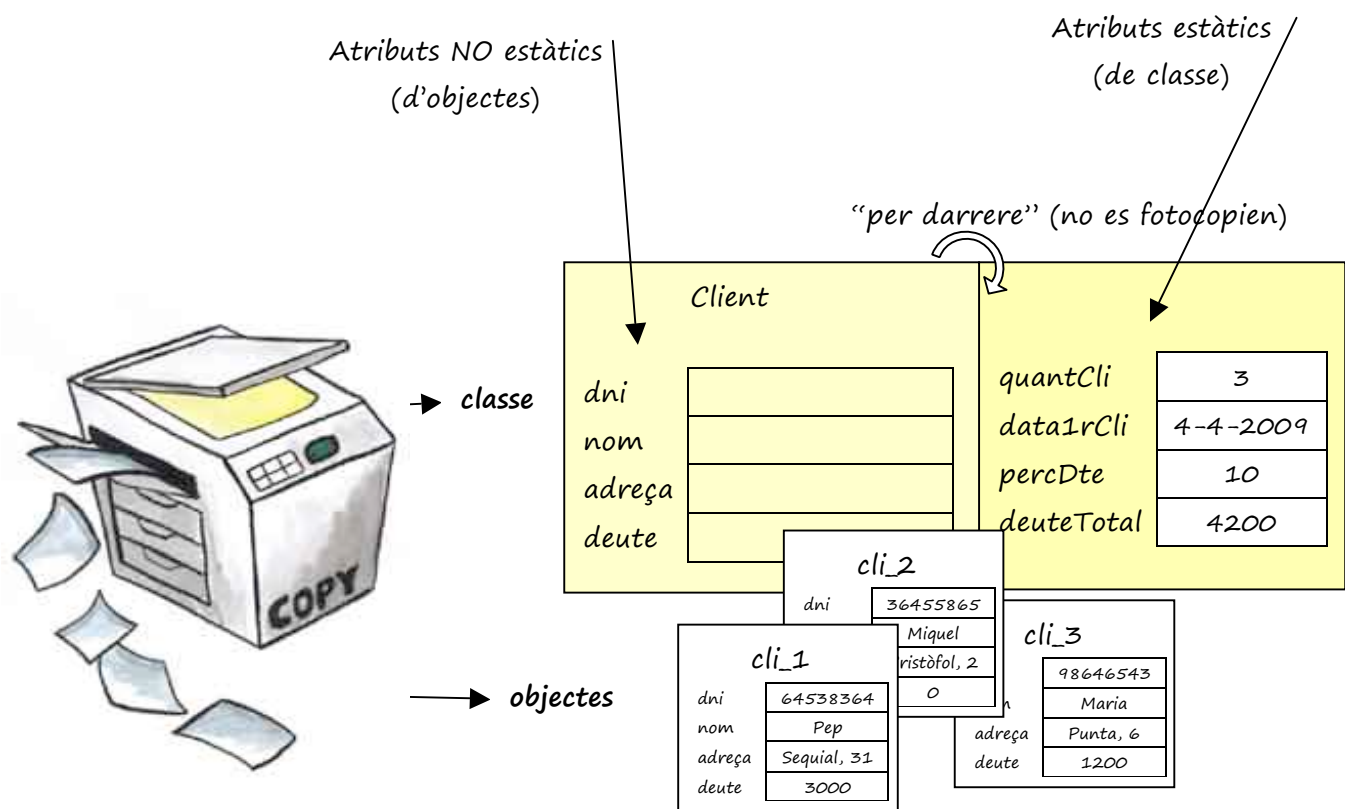 Atributs NO estàtics
(d'objectes)
Atributs estàtics
(de classe)
“per darrere” (no es fotocopien)
Client
classe
dni
nom
adreça
deute
quantCli 3
data1rCli 4-4-2009
percDte 10
deuteTotal 4200
COPY
objectes
cli_2
dni 36455865
Miquel
ristòfol, 2
0
cli_1
dni 64538364
nom Pep
adreça Sequial, 31
deute 3000
cli_3
98646543
Maria
adreça Punta, 6
deute 1200